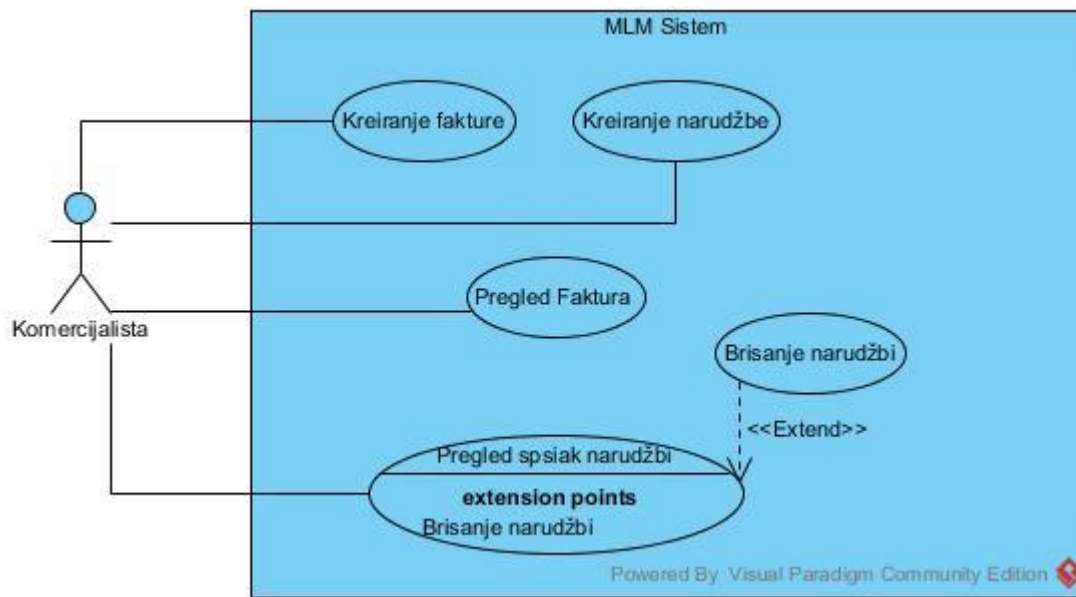 MLM Sistem
Kreiranje fakture
Kreiranje narudžbe
Komercijalista
Pregled Faktura
Brisanje narudžbi
<<Extend>>
Pregled spsiak narudžbi
extension points
Brisanje narudžbi
Powered By Visual Paradigm Community Edition